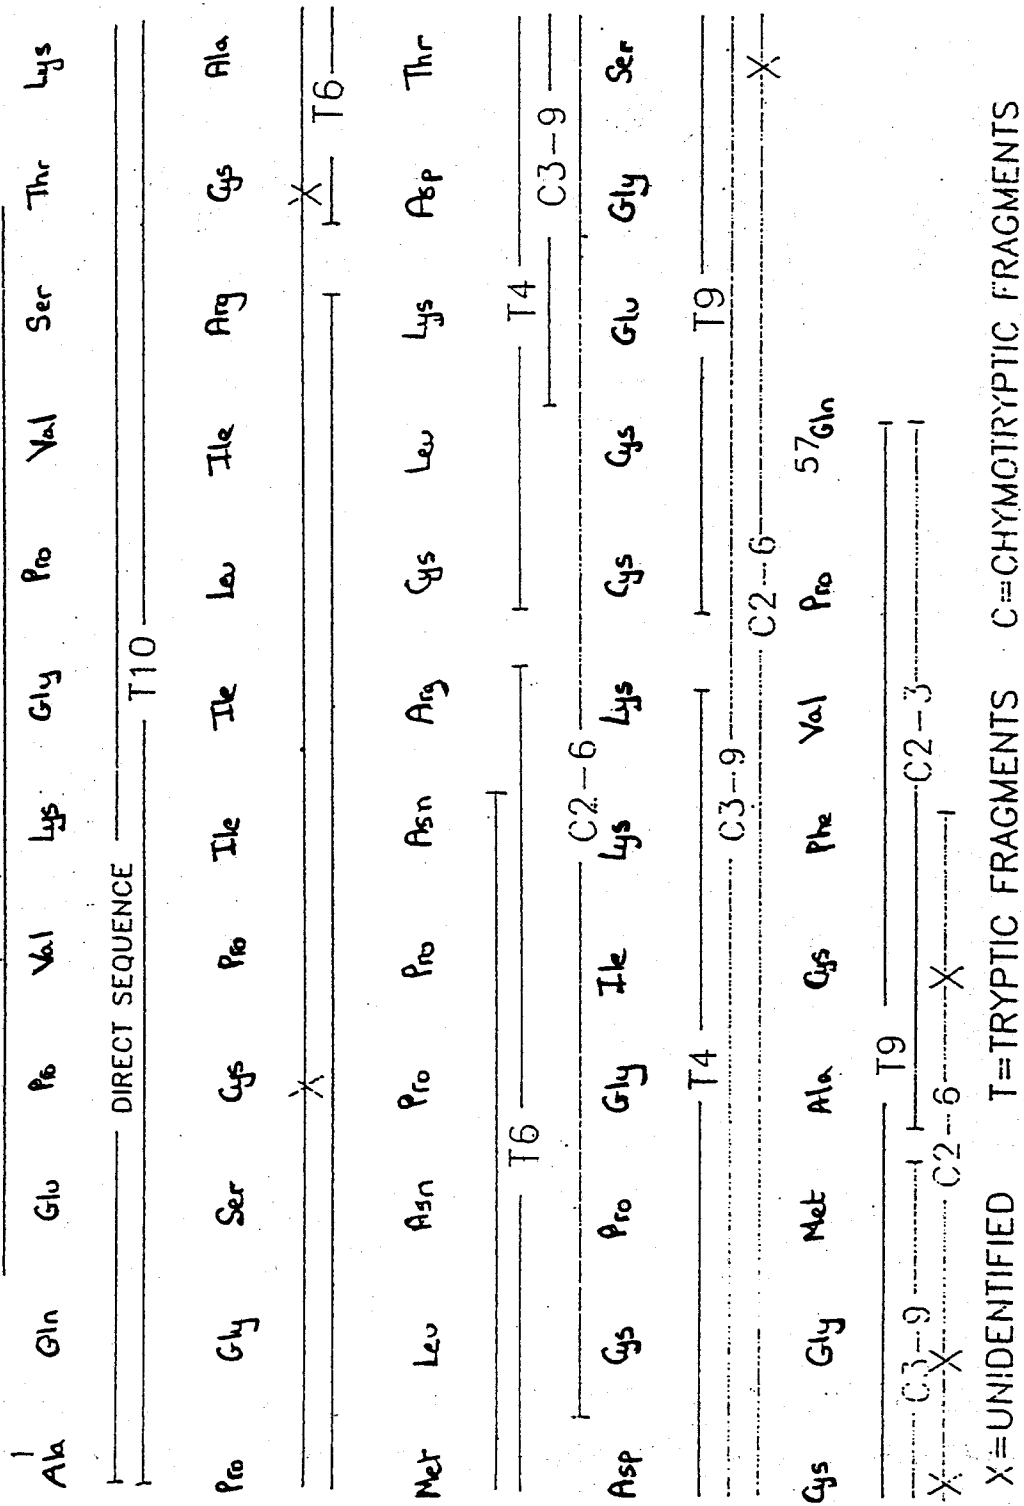 1
Ala Gln Glu Pro Val Lys Gly Pro Val Ser Thr Lys
DIRECT SEQUENCE
T10
Pro Gly Ser Cys Pro Ile Ile Leu Ile Arg Cys Ala
X X
T6
Met Leu Asn Pro Pro Asn Arg Cys Leu Lys Asp Thr
T6 T4
C3-9
C2-6
Asp Cys Pro Gly Ile Lys Lys Cys Cys Glu Gly Ser
T4 T9
C3-9
C2-6 X
Cys Gly Met Ala Cys Phe Val Pro 57Gln
T9
C3-9 C2-3
X X C2-6 X
X=UNIDENTIFIED T=TRYPTIC FRAGMENTS C=CHYMOTRYPTIC FRAGMENTS